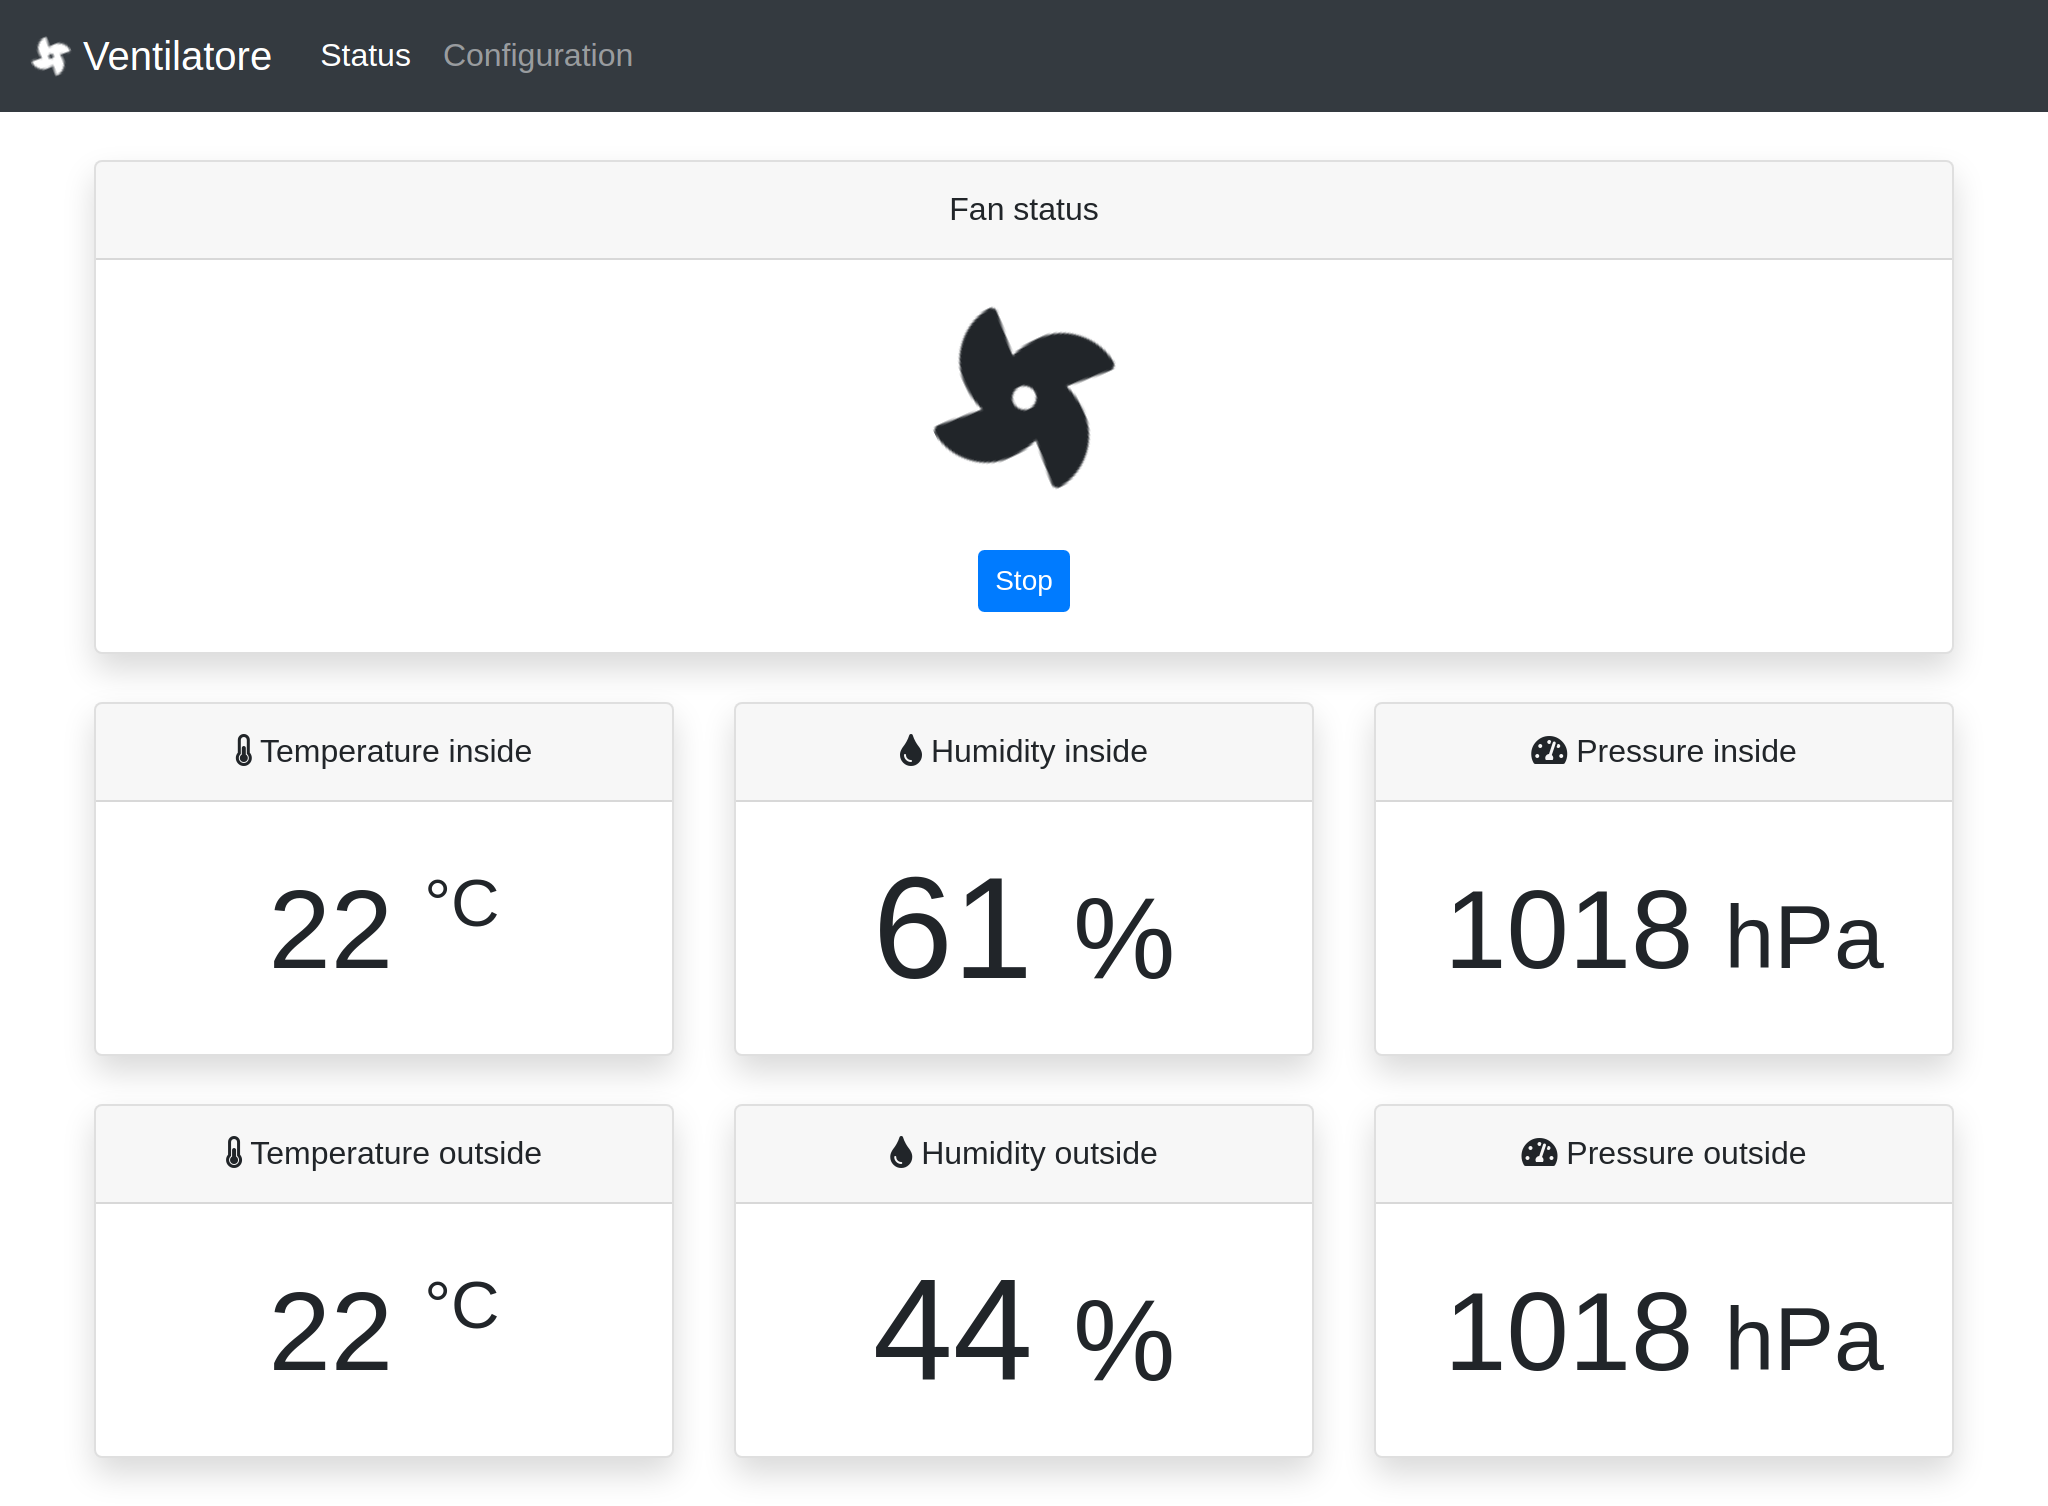 Ventilatore Status Configuration
Fan status
Stop
Temperature inside
Humidity inside
Pressure inside
22 °C
61 %
1018 hPa
Temperature outside
Humidity outside
Pressure outside
22 °C
44 %
1018 hPa